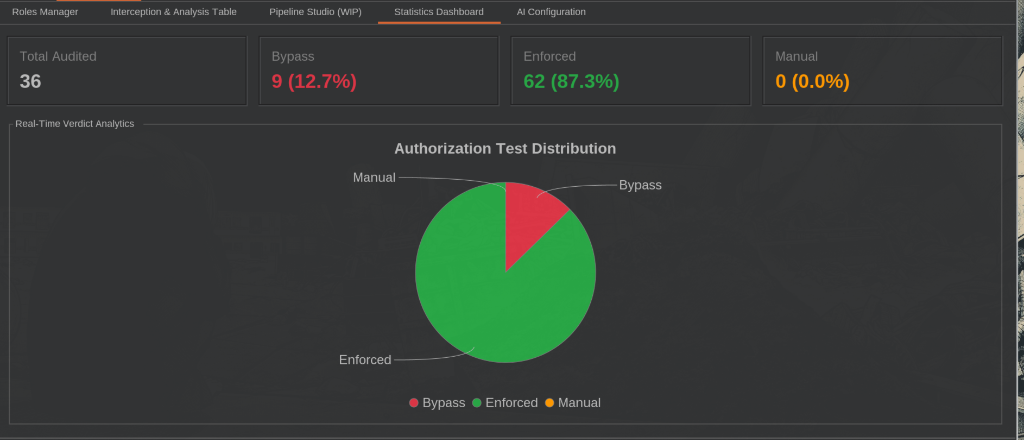 Roles Manager Interception & Analysis Table Pipeline Studio (WIP) Statistics Dashboard AI Configuration
Total Audited Bypass Enforced Manual
36 9 (12.7%) 62 (87.3%) 0 (0.0%)
Real-Time Verdict Analytics
Authorization Test Distribution
Manual
Bypass
Enforced
Bypass Enforced Manual